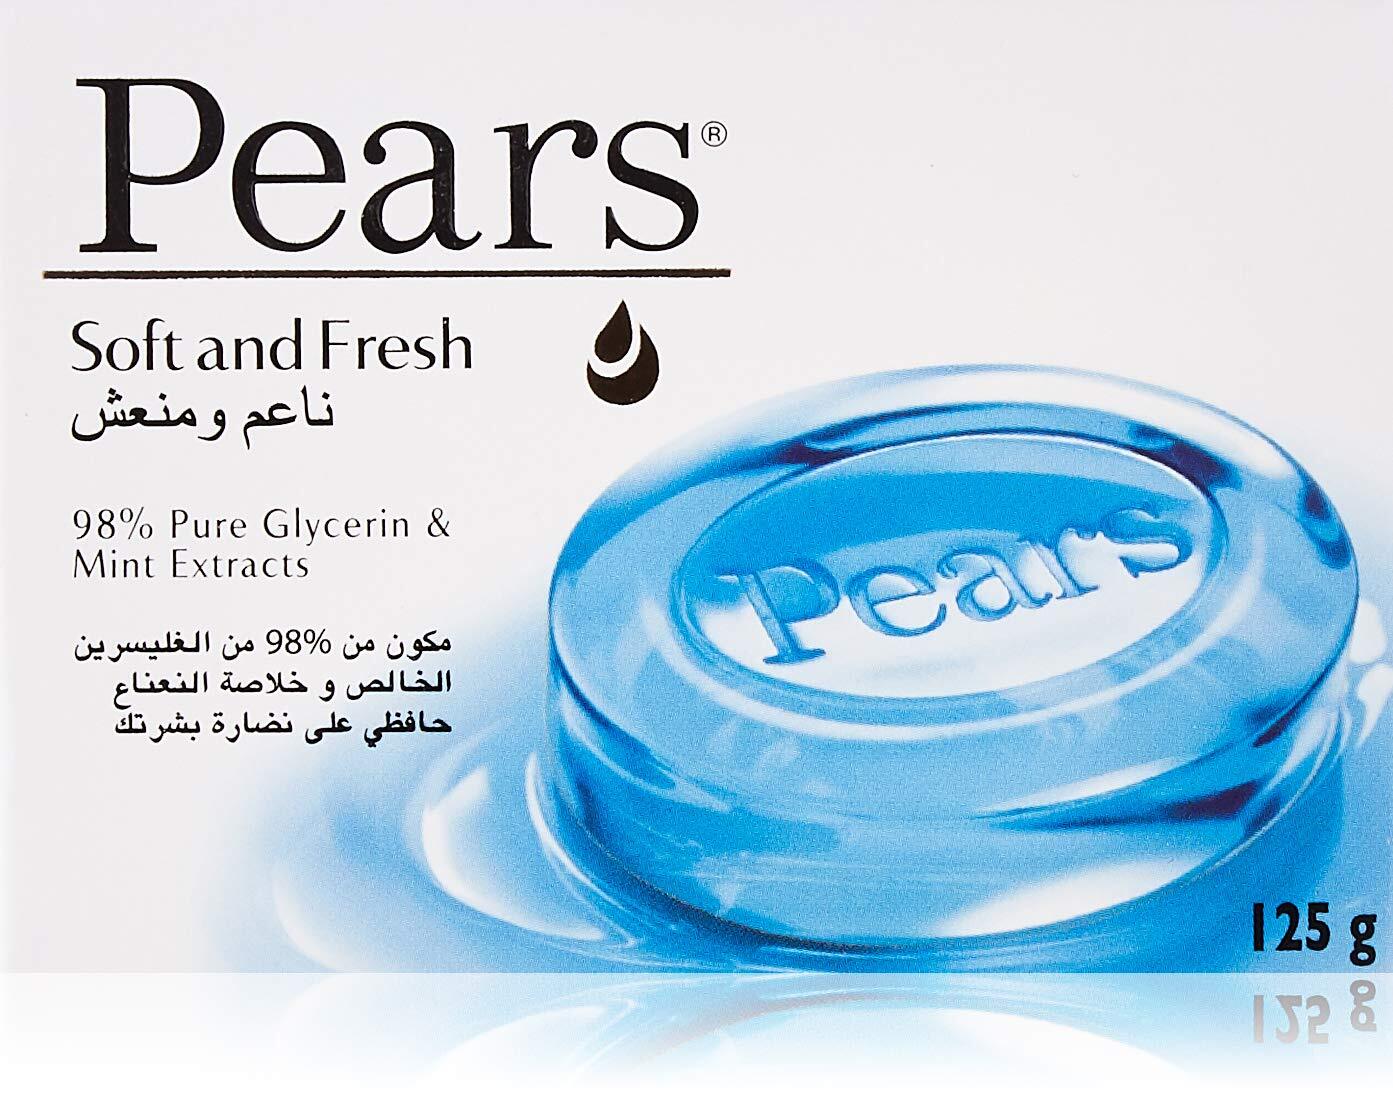 Pears®
Soft and Fresh
ناعم ومنعش
98% Pure Glycerin &
Mint Extracts
مكون من 98% من الغليسرين
الخالص و خلاصة النعناع
حافظي على نضارة بشرتك
Pears
125 g